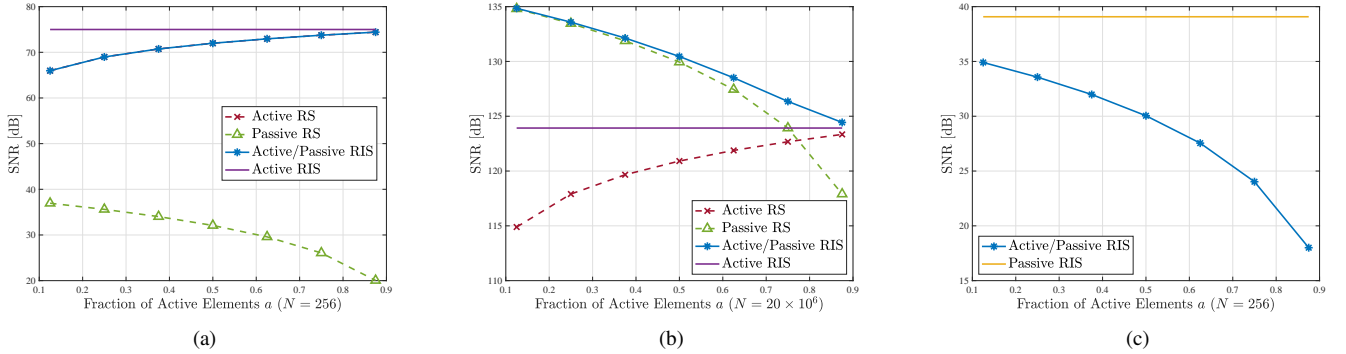 80
70
60
50
40
30
20
SNR [dB]
Active RS
Passive RS
Active/Passive RIS
Active RIS
0.1 0.2 0.3 0.4 0.5 0.6 0.7 0.8 0.9
Fraction of Active Elements a (N = 256)
(a)
135
130
125
120
115
110
SNR [dB]
Active RS
Passive RS
Active/Passive RIS
Active RIS
0.1 0.2 0.3 0.4 0.5 0.6 0.7 0.8 0.9
Fraction of Active Elements a (N = 20 × 10⁶)
(b)
40
35
30
25
20
15
SNR [dB]
Active/Passive RIS
Passive RIS
0.1 0.2 0.3 0.4 0.5 0.6 0.7 0.8 0.9
Fraction of Active Elements a (N = 256)
(c)